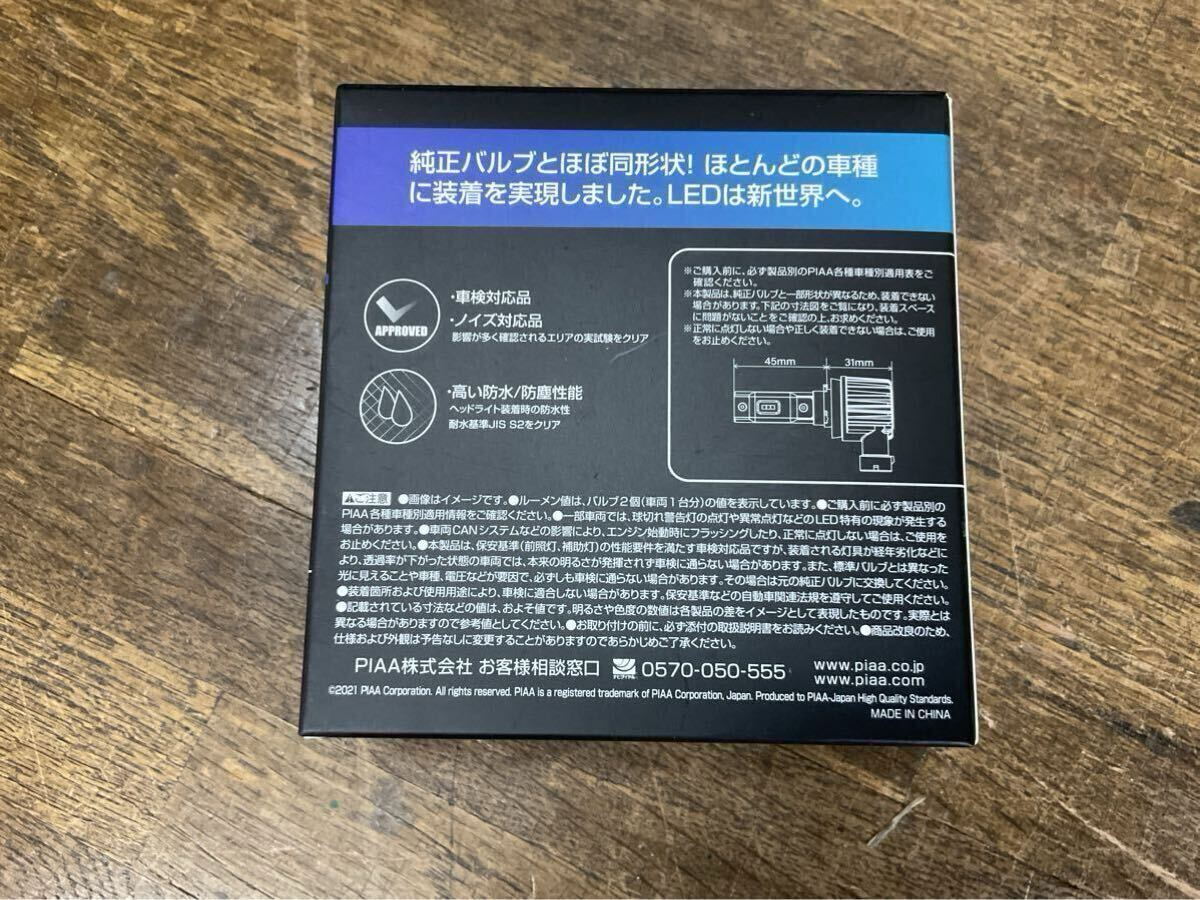 純正バルブとほぼ同形状! ほとんどの車種
に装着を実現しました。LEDは新世界へ。
APPROVED
・車検対応品
・ノイズ対応品
影響が多く確認されるエリアの実試験をクリア
・高い防水/防塵性能
ヘッドライト装着時の防水性
耐水基準JIS S2をクリア
※ご購入前に、必ず製品別のPIAA各種車種別適用表をご
確認ください。
※本製品は、純正バルブと一部形状が異なるため、装着できない
場合があります。下記の寸法図をご覧になり、装着スペース
に問題がないことをご確認の上、お求めください。
※正常に点灯しない場合や正しく装着できない場合は、ご使用
をお止めください。
45mm 31mm
⚠ご注意 ●画像はイメージです。●ルーメン値は、バルブ2個(車両1台分)の値を表示しています。●ご購入前に必ず製品別の
PIAA各種車種別適用情報をご確認ください。●一部車両では、球切れ警告灯の点灯や異常点灯などのLED特有の現象が発生する
場合があります。●車両CANシステムなどの影響により、エンジン始動時にフラッシングしたり、正常に点灯しない場合は、ご使用を
お止めください。●本製品は、保安基準(前照灯、補助灯)の性能要件を満たす車検対応品ですが、装着される灯具が経年劣化などに
より、透過率が下がった状態の車両では、本来の明るさが発揮されず車検に通らない場合があります。また、標準バルブとは異なった
光に見えることや車種、電圧などが要因で、必ずしも車検に通らない場合があります。その場合は元の純正バルブに交換してください。
●装着箇所および使用用途により、車検に適合しない場合があります。保安基準などの自動車関連法規を遵守してご使用ください。
●記載されている寸法などの値は、およそ値です。明るさや色度の数値は各製品の差をイメージとして表現したものです。実際とは
異なる場合がありますので参考値としてください。●お取り付けの前に、必ず添付の取扱説明書をお読みください。●商品改良のため、
仕様および外観は予告なしに変更することがありますのであらかじめご了承ください。
PIAA株式会社 お客様相談窓口 ナビダイヤル 0570-050-555
www.piaa.co.jp
www.piaa.com
©2021 PIAA Corporation. All rights reserved. PIAA is a registered trademark of PIAA Corporation, Japan. Produced to PIAA-Japan High Quality Standards.
MADE IN CHINA